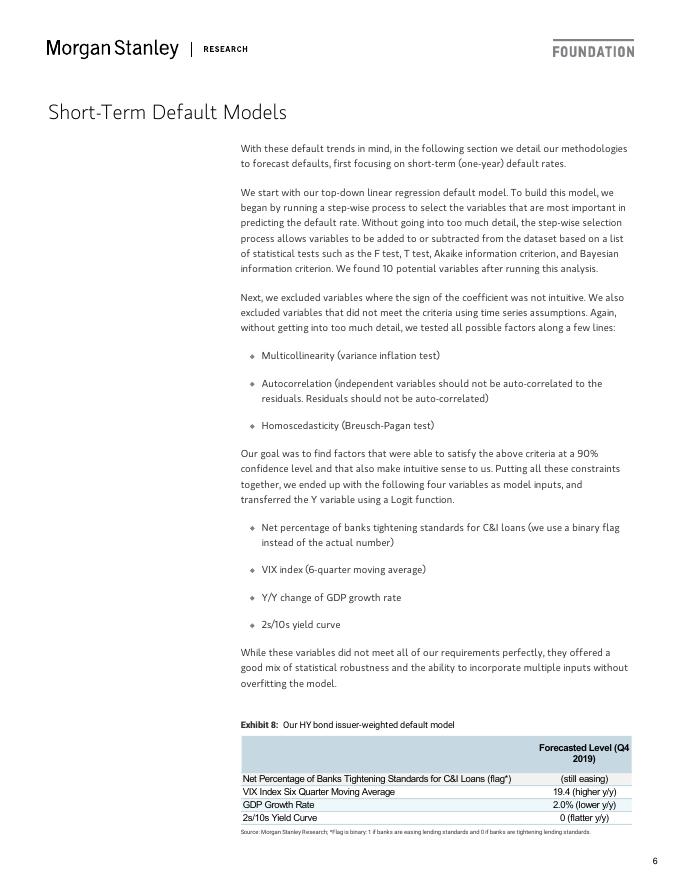 Morgan Stanley | RESEARCH
FOUNDATION
Short-Term Default Models
With these default trends in mind, in the following section we detail our methodologies
to forecast defaults, first focusing on short-term (one-year) default rates.
We start with our top-down linear regression default model. To build this model, we
began by running a step-wise process to select the variables that are most important in
predicting the default rate. Without going into too much detail, the step-wise selection
process allows variables to be added to or subtracted from the dataset based on a list
of statistical tests such as the F test, T test, Akaike information criterion, and Bayesian
information criterion. We found 10 potential variables after running this analysis.
Next, we excluded variables where the sign of the coefficient was not intuitive. We also
excluded variables that did not meet the criteria using time series assumptions. Again,
without getting into too much detail, we tested all possible factors along a few lines:
◆ Multicollinearity (variance inflation test)
◆ Autocorrelation (independent variables should not be auto-correlated to the
residuals. Residuals should not be auto-correlated)
◆ Homoscedasticity (Breusch-Pagan test)
Our goal was to find factors that were able to satisfy the above criteria at a 90%
confidence level and that also make intuitive sense to us. Putting all these constraints
together, we ended up with the following four variables as model inputs, and
transferred the Y variable using a Logit function.
◆ Net percentage of banks tightening standards for C&I loans (we use a binary flag
instead of the actual number)
◆ VIX index (6-quarter moving average)
◆ Y/Y change of GDP growth rate
◆ 2s/10s yield curve
While these variables did not meet all of our requirements perfectly, they offered a
good mix of statistical robustness and the ability to incorporate multiple inputs without
overfitting the model.
Exhibit 8: Our HY bond issuer-weighted default model
Forecasted Level (Q4
2019)
Net Percentage of Banks Tightening Standards for C&I Loans (flag*) (still easing)
VIX Index Six Quarter Moving Average 19.4 (higher y/y)
GDP Growth Rate 2.0% (lower y/y)
2s/10s Yield Curve 0 (flatter y/y)
Source: Morgan Stanley Research; *Flag is binary: 1 if banks are easing lending standards and 0 if banks are tightening lending standards.
6